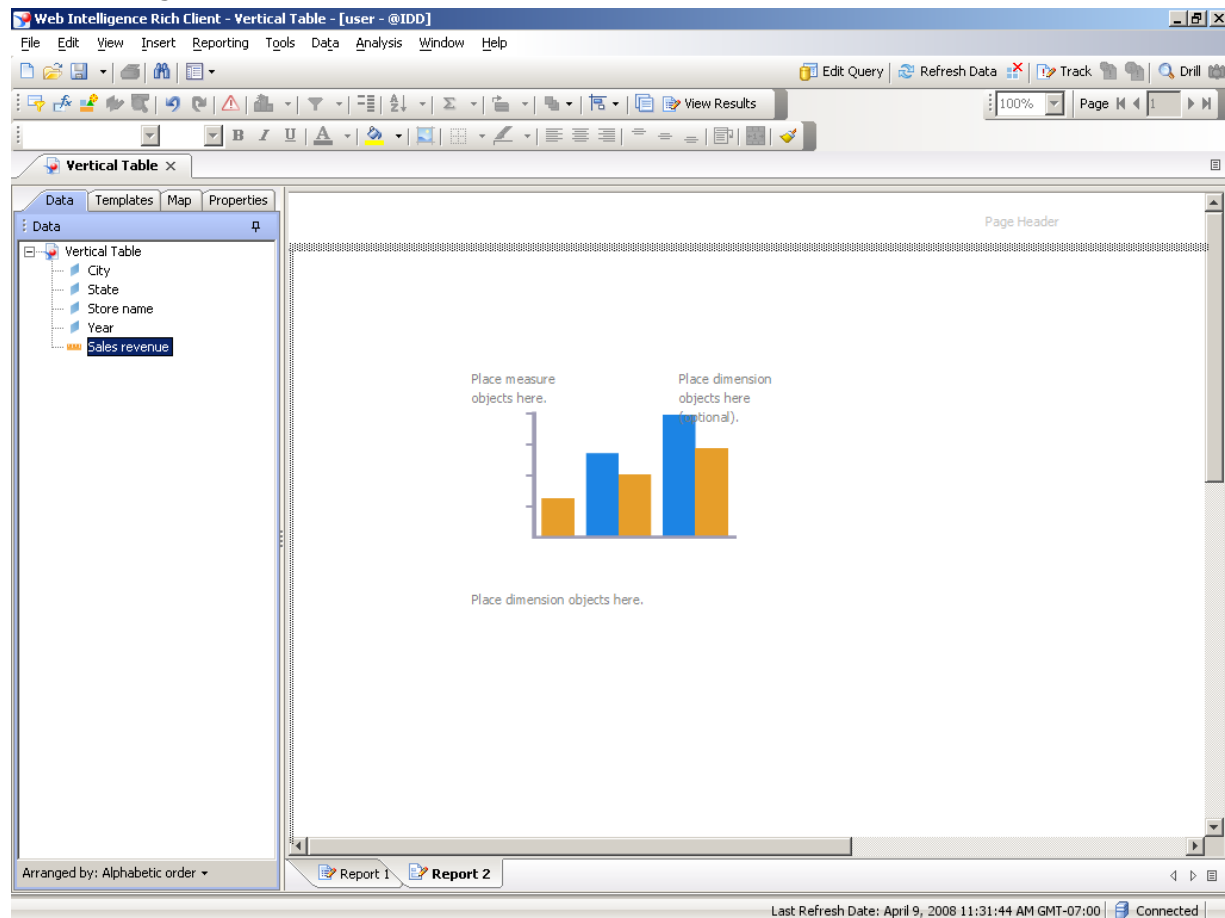 Web Intelligence Rich Client - Vertical Table - [user - @IDD]
File Edit View Insert Reporting Tools Data Analysis Window Help
Edit Query Refresh Data Track Drill
View Results 100% Page 1
B I U A
Vertical Table
Data Templates Map Properties
Data
Page Header
Vertical Table
City
State
Store name
Year
Sales revenue
Place measure
objects here.
Place dimension
objects here
(optional).
Place dimension objects here.
Arranged by: Alphabetic order
Report 1 Report 2
Last Refresh Date: April 9, 2008 11:31:44 AM GMT-07:00 Connected